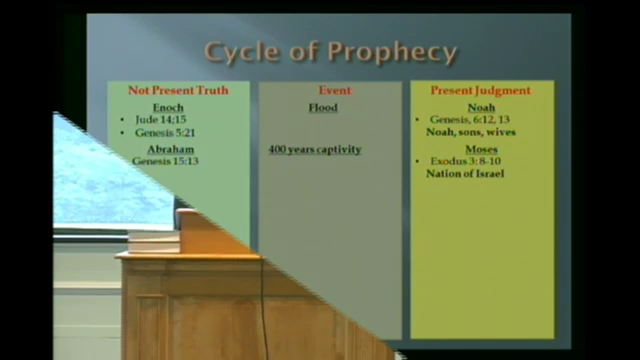 Cycle of Prophecy
Not Present Truth
Enoch
• Jude 14;15
• Genesis 5:21
Abraham
Genesis 15:13
Event
Flood
400 years captivity
Present Judgment
Noah
• Genesis, 6:12, 13
Noah, sons, wives
Moses
• Exodus 3: 8-10
Nation of Israel